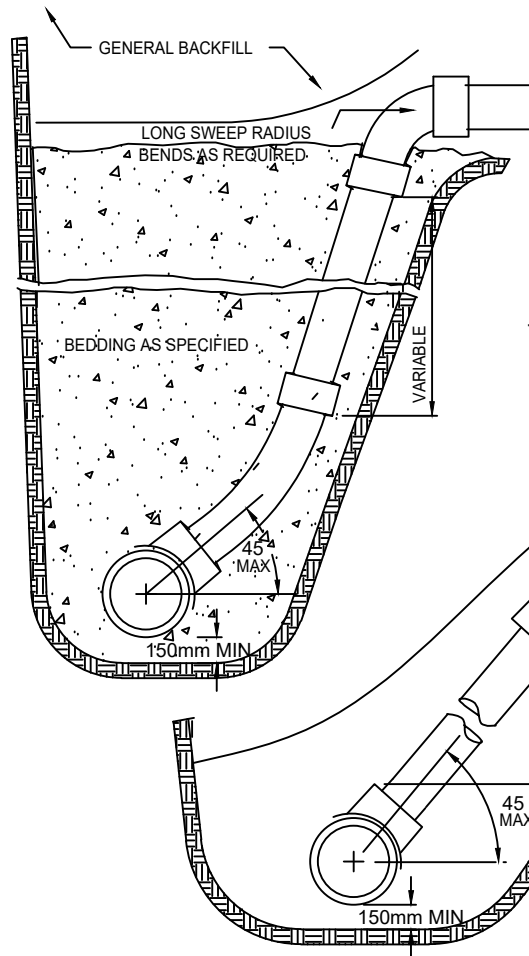 GENERAL BACKFILL
LONG SWEEP RADIUS
BENDS AS REQUIRED
BEDDING AS SPECIFIED
VARIABLE
45
MAX
150mm MIN
45
MAX
150mm MIN